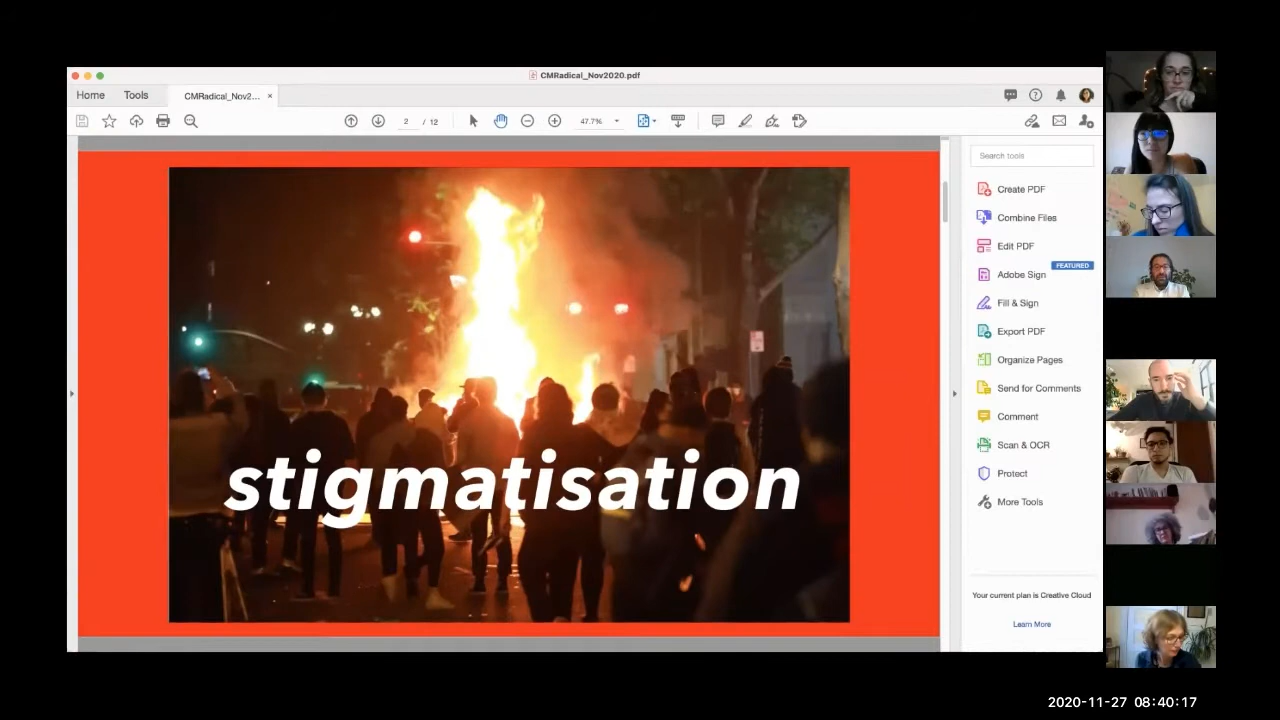 CMRadical_Nov2020.pdf
Home Tools CMRadical_Nov2... ×
2 / 12 47.7%
Search tools
Create PDF
Combine Files
Edit PDF
FEATURED
Adobe Sign
Fill & Sign
Export PDF
Organize Pages
Send for Comments
Comment
Scan & OCR
Protect
More Tools
stigmatisation
Your current plan is Creative Cloud
Learn More
2020-11-27 08:40:17